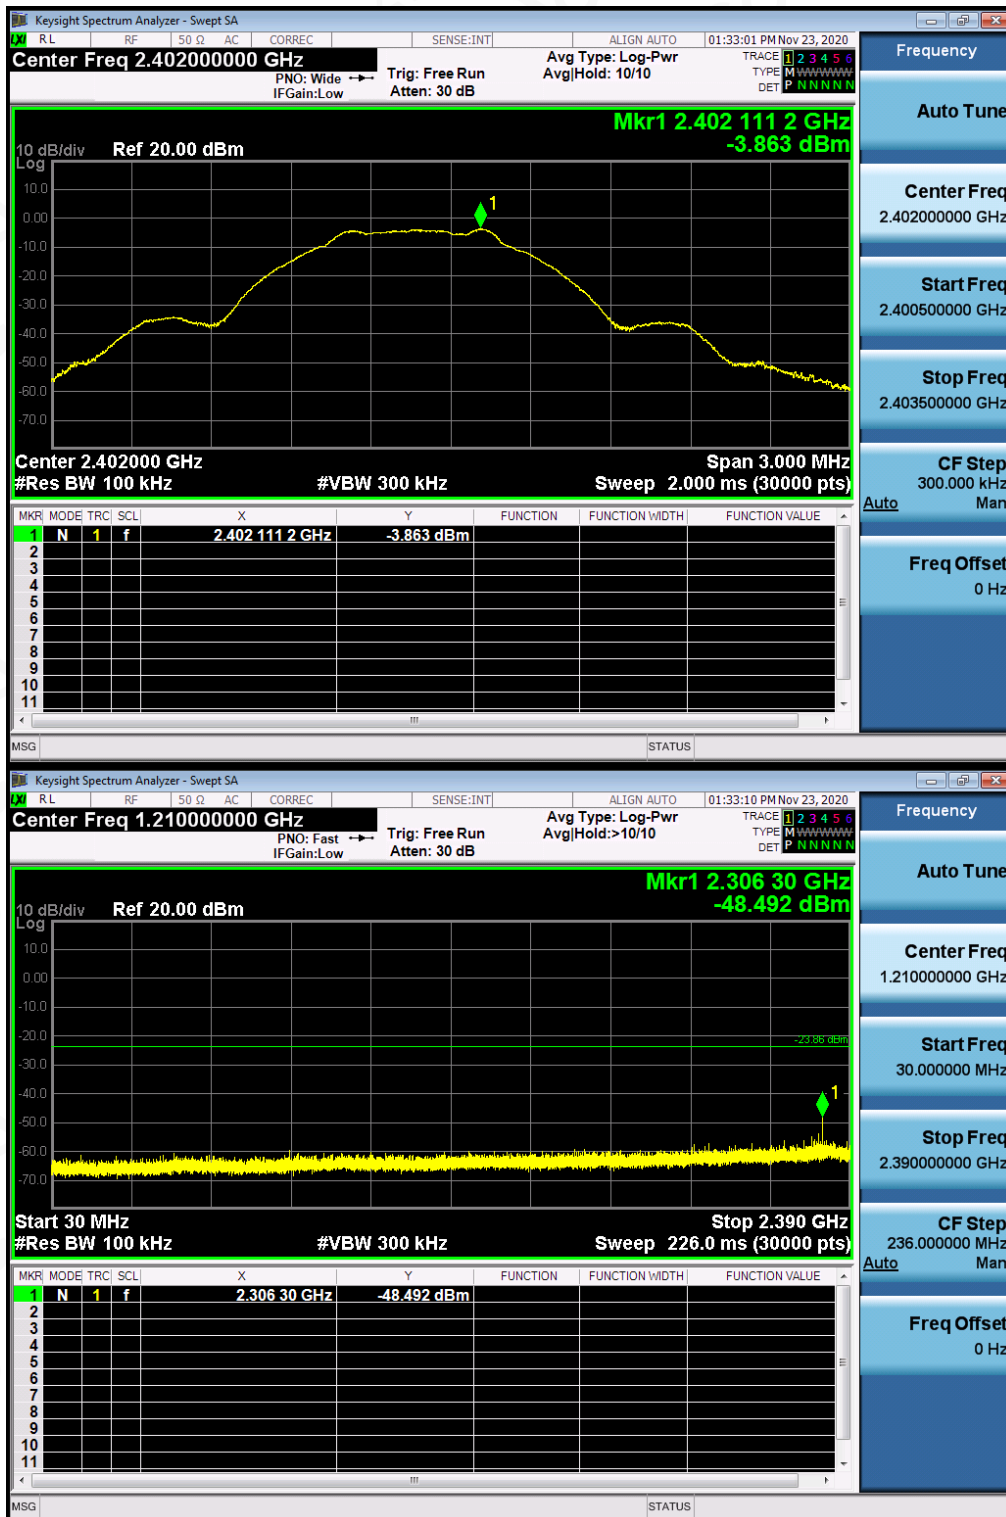 Keysight Spectrum Analyzer - Swept SA
LXI RL RF 50 Ω AC CORREC SENSE:INT ALIGN AUTO 01:33:01 PM Nov 23, 2020
Center Freq 2.402000000 GHz
PNO: Wide
IFGain:Low
Trig: Free Run
Atten: 30 dB
Avg Type: Log-Pwr
Avg|Hold: 10/10
TRACE 1 2 3 4 5 6
TYPE M WWWWW
DET P N N N N N
Mkr1 2.402 111 2 GHz
-3.863 dBm
10 dB/div Ref 20.00 dBm
Log
10.0
0.00
-10.0
-20.0
-30.0
-40.0
-50.0
-60.0
-70.0
1
Center 2.402000 GHz Span 3.000 MHz
#Res BW 100 kHz #VBW 300 kHz Sweep 2.000 ms (30000 pts)
MKR MODE TRC SCL X Y FUNCTION FUNCTION WIDTH FUNCTION VALUE
1 N 1 f 2.402 111 2 GHz -3.863 dBm
2
3
4
5
6
7
8
9
10
11
MSG STATUS
Frequency
Auto Tune
Center Freq
2.402000000 GHz
Start Freq
2.400500000 GHz
Stop Freq
2.403500000 GHz
CF Step
300.000 kHz
Auto Man
Freq Offset
0 Hz
Keysight Spectrum Analyzer - Swept SA
LXI RL RF 50 Ω AC CORREC SENSE:INT ALIGN AUTO 01:33:10 PM Nov 23, 2020
Center Freq 1.210000000 GHz
PNO: Fast
IFGain:Low
Trig: Free Run
Atten: 30 dB
Avg Type: Log-Pwr
Avg|Hold:>10/10
TRACE 1 2 3 4 5 6
TYPE M WWWWW
DET P N N N N N
Mkr1 2.306 30 GHz
-48.492 dBm
10 dB/div Ref 20.00 dBm
Log
10.0
0.00
-10.0
-20.0
-30.0
-40.0
-50.0
-60.0
-70.0
-23.86 dBm
1
Start 30 MHz Stop 2.390 GHz
#Res BW 100 kHz #VBW 300 kHz Sweep 226.0 ms (30000 pts)
MKR MODE TRC SCL X Y FUNCTION FUNCTION WIDTH FUNCTION VALUE
1 N 1 f 2.306 30 GHz -48.492 dBm
2
3
4
5
6
7
8
9
10
11
MSG STATUS
Frequency
Auto Tune
Center Freq
1.210000000 GHz
Start Freq
30.000000 MHz
Stop Freq
2.390000000 GHz
CF Step
236.000000 MHz
Auto Man
Freq Offset
0 Hz